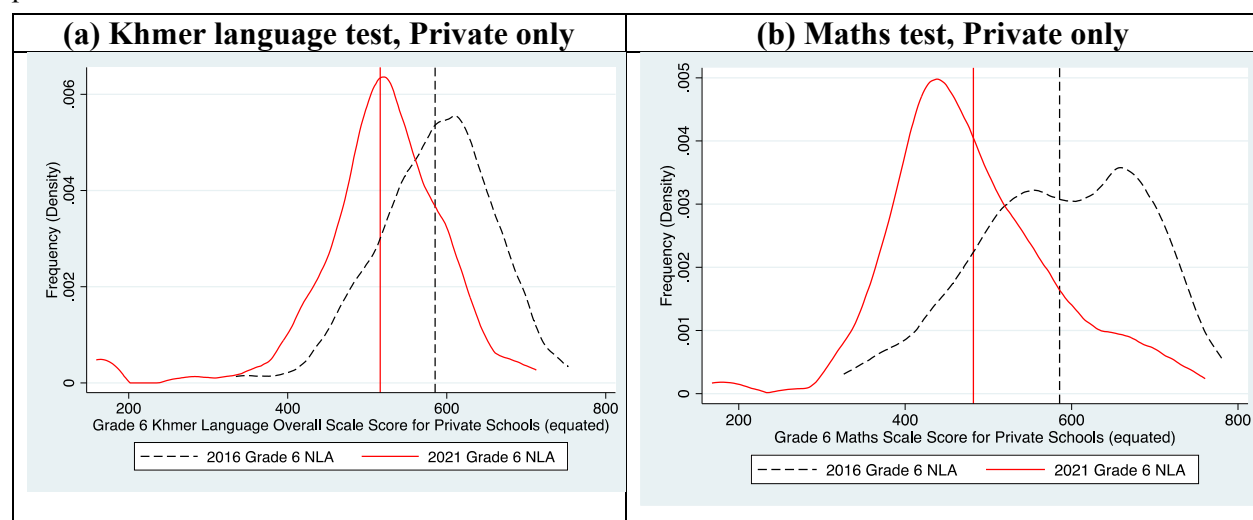 (a) Khmer language test, Private only
(b) Maths test, Private only
Frequency (Density)
0
.002
.004
.006
200
400
600
800
Grade 6 Khmer Language Overall Scale Score for Private Schools (equated)
2016 Grade 6 NLA
2021 Grade 6 NLA
Frequency (Density)
0
.001
.002
.003
.004
.005
200
400
600
800
Grade 6 Maths Scale Score for Private Schools (equated)
2016 Grade 6 NLA
2021 Grade 6 NLA